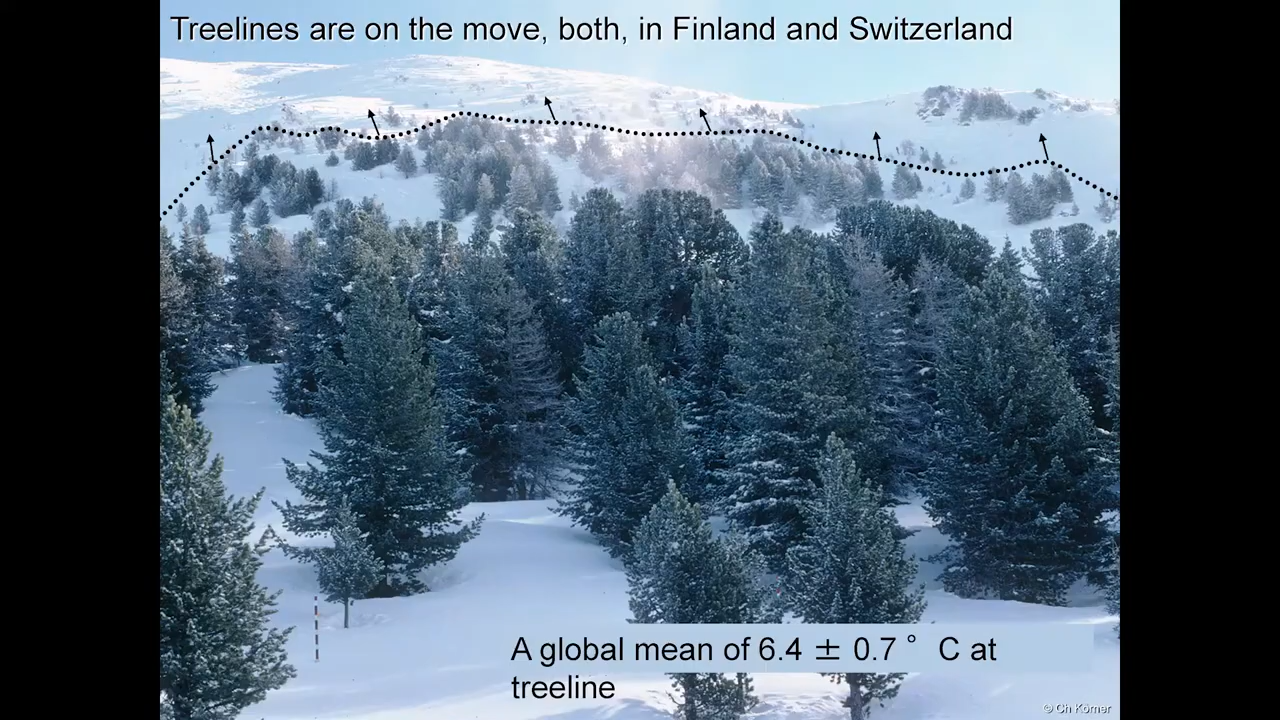 Treelines are on the move, both, in Finland and Switzerland
A global mean of 6.4 ± 0.7 ° C at
treeline
© Ch Körner